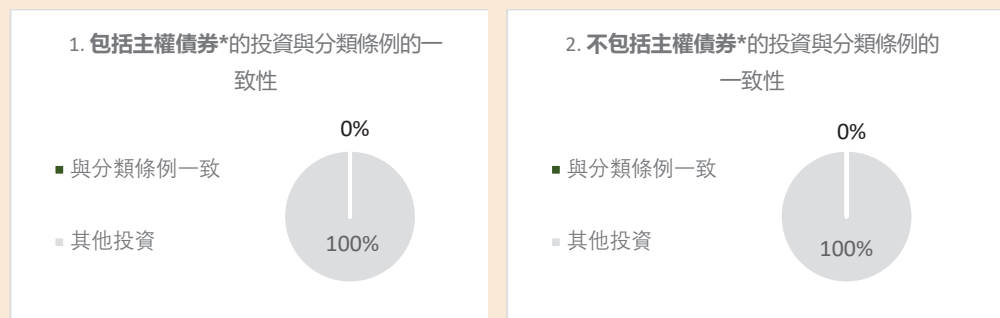 1. 包括主權債券*的投資與分類條例的一
致性
0%
與分類條例一致
其他投資
100%
2. 不包括主權債券*的投資與分類條例的
一致性
0%
與分類條例一致
其他投資
100%